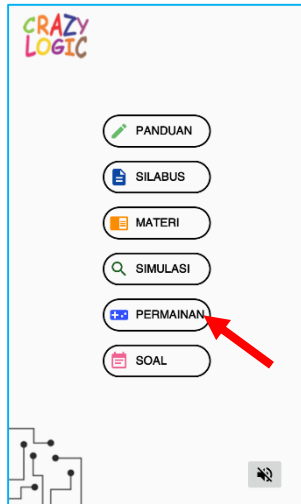 CRAZY
LOGIC
PANDUAN
SILABUS
MATERI
SIMULASI
PERMAINAN
SOAL